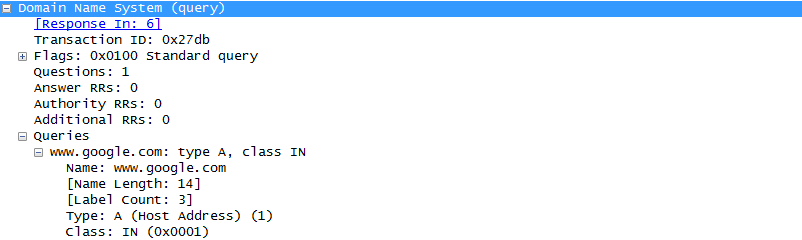 Domain Name System (query)
[Response In: 6]
Transaction ID: 0x27db
Flags: 0x0100 Standard query
Questions: 1
Answer RRs: 0
Authority RRs: 0
Additional RRs: 0
Queries
www.google.com: type A, class IN
Name: www.google.com
[Name Length: 14]
[Label Count: 3]
Type: A (Host Address) (1)
Class: IN (0x0001)